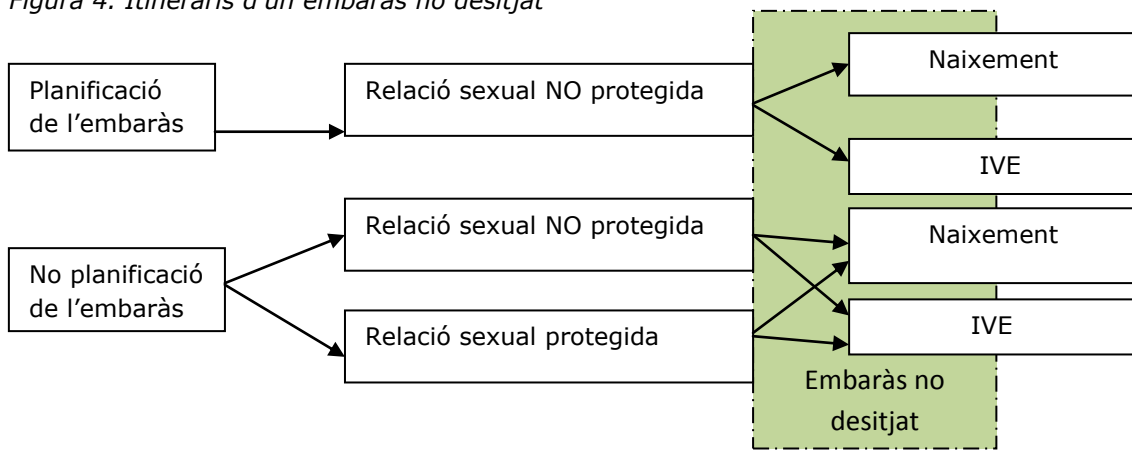 Figura 4. Itineraris d'un embaràs no desitjat
Planificació
de l'embaràs
Relació sexual NO protegida
Naixement
IVE
No planificació
de l'embaràs
Relació sexual NO protegida
Relació sexual protegida
Naixement
IVE
Embaràs no
desitjat